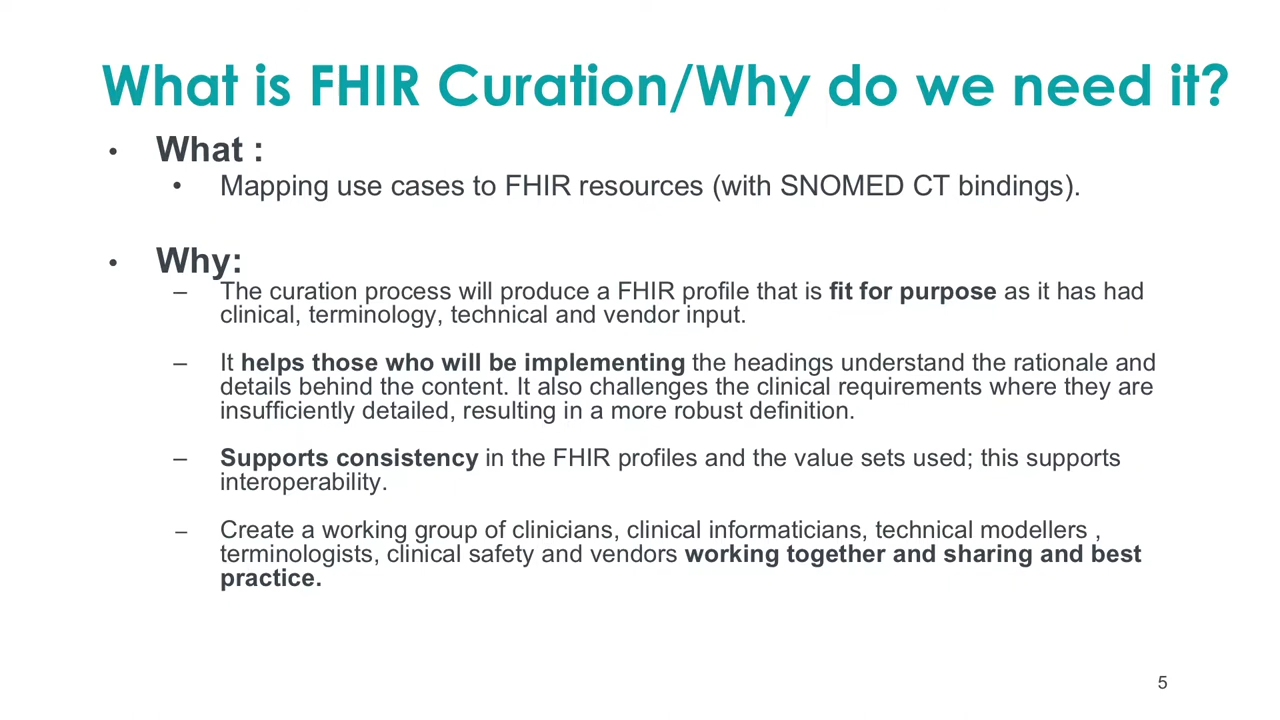 What is FHIR Curation/Why do we need it?
• What :
• Mapping use cases to FHIR resources (with SNOMED CT bindings).
• Why:
– The curation process will produce a FHIR profile that is fit for purpose as it has had
clinical, terminology, technical and vendor input.
– It helps those who will be implementing the headings understand the rationale and
details behind the content. It also challenges the clinical requirements where they are
insufficiently detailed, resulting in a more robust definition.
– Supports consistency in the FHIR profiles and the value sets used; this supports
interoperability.
– Create a working group of clinicians, clinical informaticians, technical modellers ,
terminologists, clinical safety and vendors working together and sharing and best
practice.
5